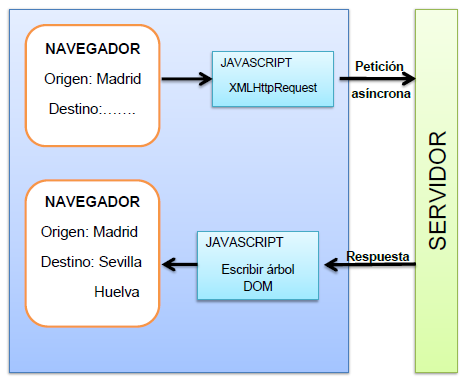 NAVEGADOR
Origen: Madrid
Destino:…….
JAVASCRIPT
XMLHttpRequest
Petición
asíncrona
SERVIDOR
NAVEGADOR
Origen: Madrid
Destino: Sevilla
Huelva
JAVASCRIPT
Escribir árbol
DOM
Respuesta